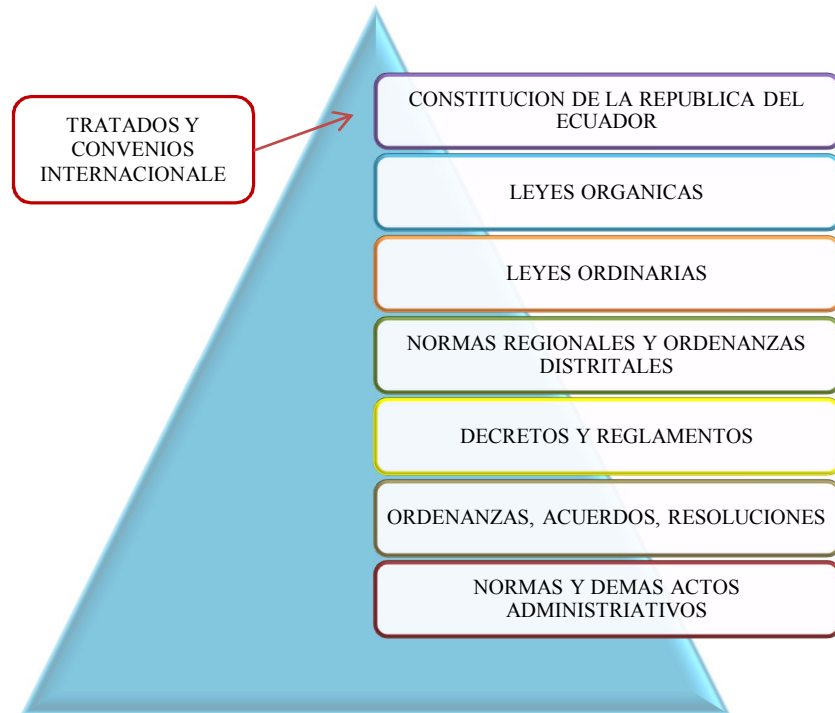 TRATADOS Y
CONVENIOS
INTERNACIONALE
CONSTITUCION DE LA REPUBLICA DEL
ECUADOR
LEYES ORGANICAS
LEYES ORDINARIAS
NORMAS REGIONALES Y ORDENANZAS
DISTRITALES
DECRETOS Y REGLAMENTOS
ORDENANZAS, ACUERDOS, RESOLUCIONES
NORMAS Y DEMAS ACTOS
ADMINISTRIATIVOS